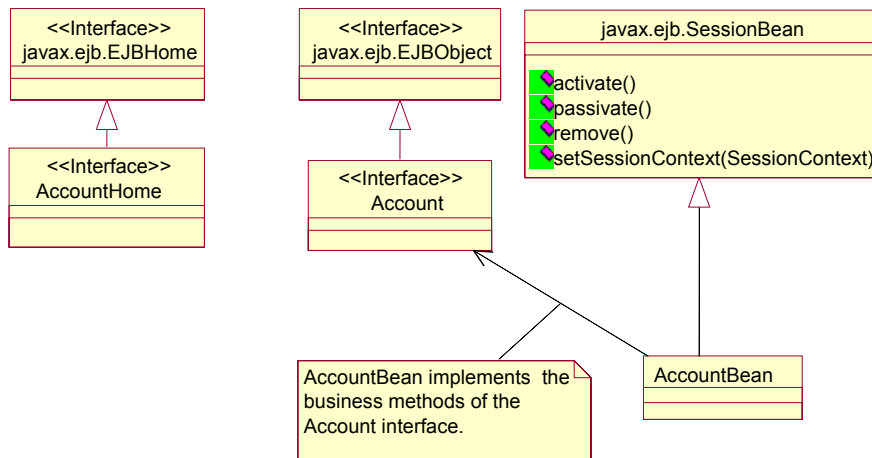 <<Interface>>
javax.ejb.EJBHome
<<Interface>>
AccountHome
<<Interface>>
javax.ejb.EJBObject
<<Interface>>
Account
javax.ejb.SessionBean
activate()
passivate()
remove()
setSessionContext(SessionContext)
AccountBean implements the
business methods of the
Account interface.
AccountBean